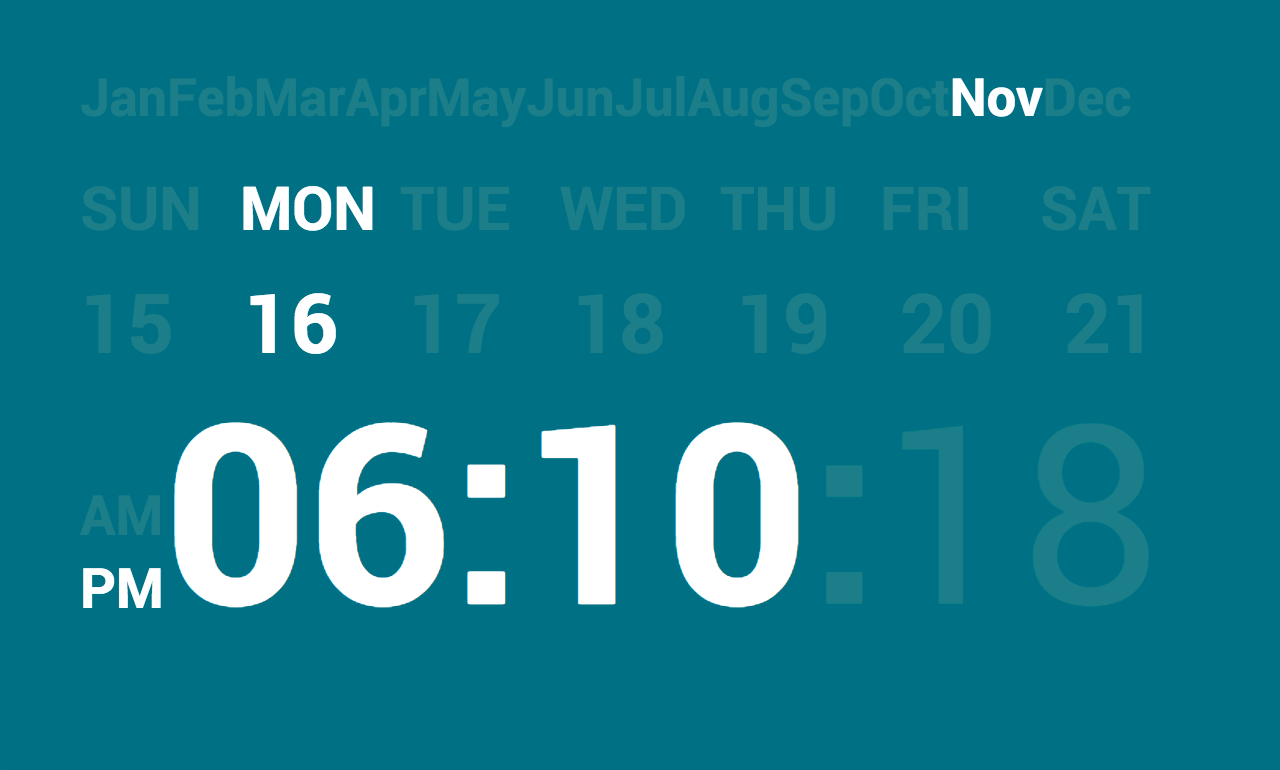 JanFebMarAprMayJunJulAugSepOctNovDec
SUN MON TUE WED THU FRI SAT
15 16 17 18 19 20 21
AM
PM
06:10:18